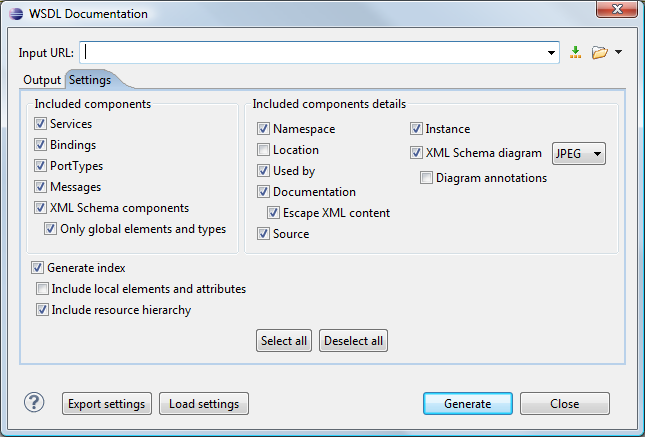 WSDL Documentation
Input URL:
Output Settings
Included components
Services
Bindings
PortTypes
Messages
XML Schema components
Only global elements and types
Included components details
Namespace
Location
Used by
Documentation
Escape XML content
Source
Instance
XML Schema diagram JPEG
Diagram annotations
Generate index
Include local elements and attributes
Include resource hierarchy
Select all Deselect all
? Export settings Load settings Generate Close